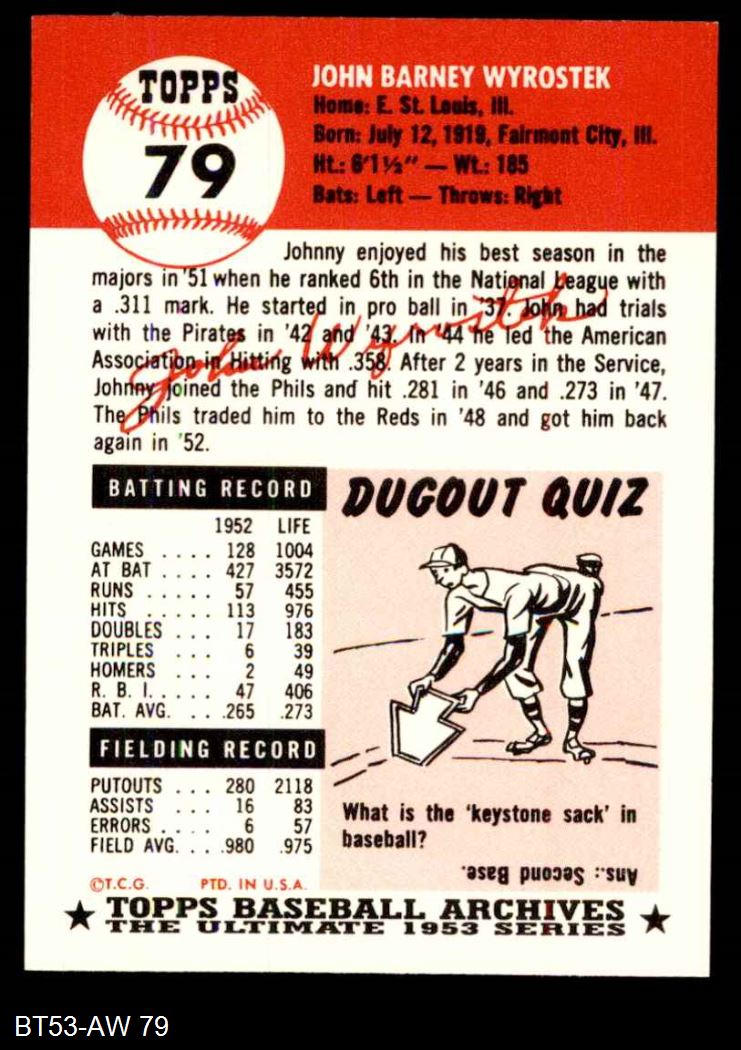 TOPPS
79
JOHN BARNEY WYROSTEK
Home: E. St. Louis, Ill.
Born: July 12, 1919, Fairmont City, Ill.
Ht.: 6'1½" — Wt.: 185
Bats: Left — Throws: Right
Johnny enjoyed his best season in the
majors in '51 when he ranked 6th in the National League with
a .311 mark. He started in pro ball in '37. John had trials
with the Pirates in '42 and '43. In '44 he led the American
Association in Hitting with .358. After 2 years in the Service,
Johnny joined the Phils and hit .281 in '46 and .273 in '47.
The Phils traded him to the Reds in '48 and got him back
again in '52.
John Wyrostek
BATTING RECORD
1952 LIFE
GAMES .... 128 1004
AT BAT .... 427 3572
RUNS ..... 57 455
HITS ..... 113 976
DOUBLES ... 17 183
TRIPLES ... 6 39
HOMERS ... 2 49
R. B. I. .... 47 406
BAT. AVG. ... .265 .273
FIELDING RECORD
PUTOUTS ... 280 2118
ASSISTS ... 16 83
ERRORS .... 6 57
FIELD AVG. ... .980 .975
©T.C.G. PTD. IN U.S.A.
DUGOUT QUIZ
What is the 'keystone sack' in
baseball?
Ans.: Second Base.
TOPPS BASEBALL ARCHIVES
THE ULTIMATE 1953 SERIES
BT53-AW 79